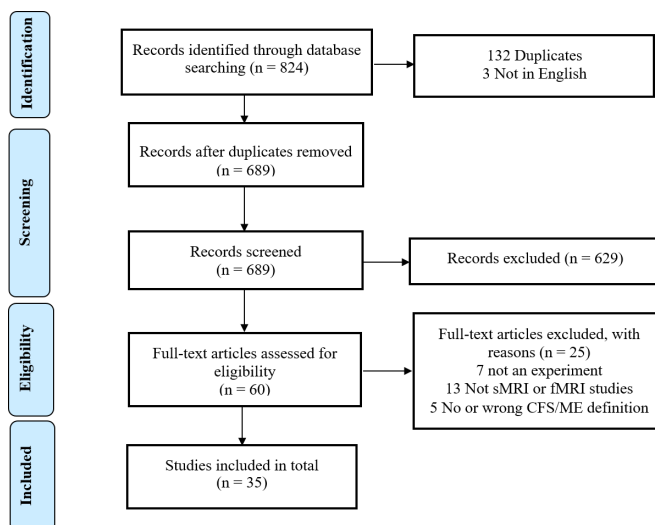 Identification
Records identified through database
searching (n = 824)
132 Duplicates
3 Not in English
Screening
Records after duplicates removed
(n = 689)
Records screened
(n = 689)
Records excluded (n = 629)
Eligibility
Full-text articles assessed for
eligibility
(n = 60)
Full-text articles excluded, with
reasons (n = 25)
7 not an experiment
13 Not sMRI or fMRI studies
5 No or wrong CFS/ME definition
Included
Studies included in total
(n = 35)